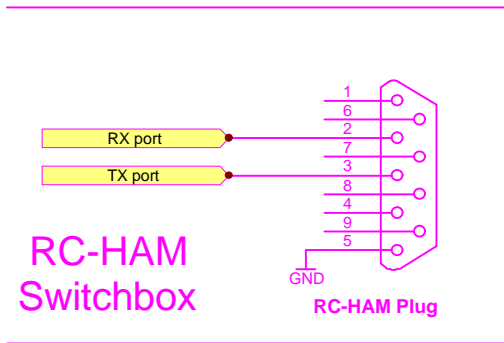 1
6
RX port
2
7
TX port
3
8
4
9
5
RC-HAM
Switchbox
GND
RC-HAM Plug